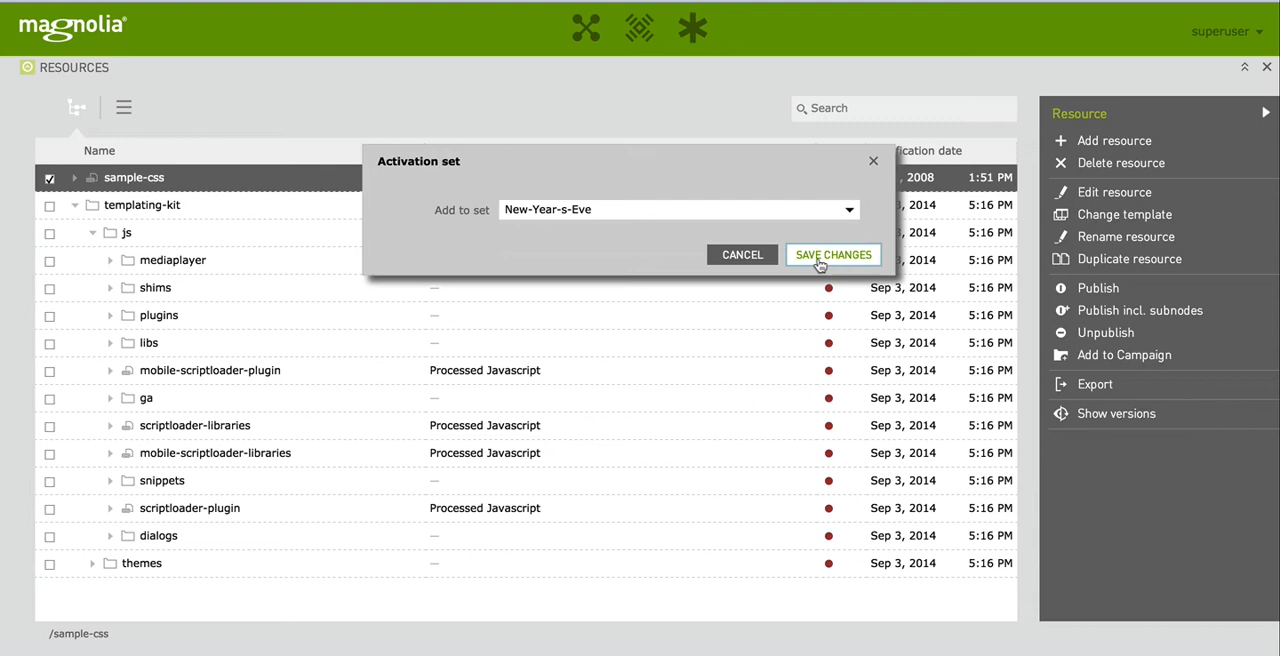 magnolia®
superuser
RESOURCES
Search
Name
fication date
sample-css
, 2008 1:51 PM
templating-kit
3, 2014 5:16 PM
js
3, 2014 5:16 PM
mediaplayer
3, 2014 5:16 PM
shims — Sep 3, 2014 5:16 PM
plugins — Sep 3, 2014 5:16 PM
libs — Sep 3, 2014 5:16 PM
mobile-scriptloader-plugin Processed Javascript Sep 3, 2014 5:16 PM
ga — Sep 3, 2014 5:16 PM
scriptloader-libraries Processed Javascript Sep 3, 2014 5:16 PM
mobile-scriptloader-libraries Processed Javascript Sep 3, 2014 5:16 PM
snippets — Sep 3, 2014 5:16 PM
scriptloader-plugin Processed Javascript Sep 3, 2014 5:16 PM
dialogs — Sep 3, 2014 5:16 PM
themes — Sep 3, 2014 5:16 PM
/sample-css
Activation set
Add to set New-Year-s-Eve
CANCEL SAVE CHANGES
Resource
Add resource
Delete resource
Edit resource
Change template
Rename resource
Duplicate resource
Publish
Publish incl. subnodes
Unpublish
Add to Campaign
Export
Show versions